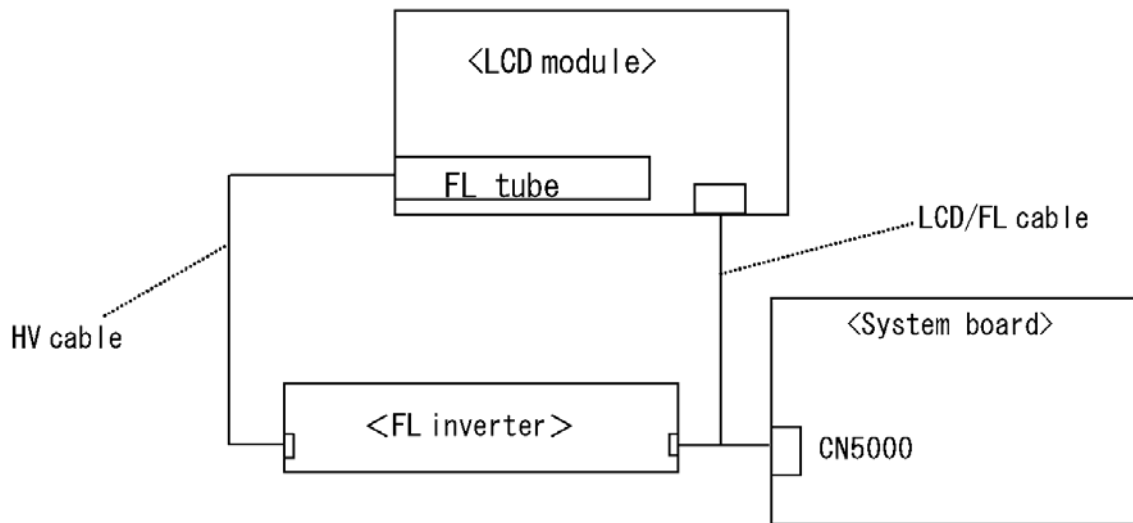 <LCD module>
FL tube
LCD/FL cable
HV cable
<System board>
<FL inverter>
CN5000